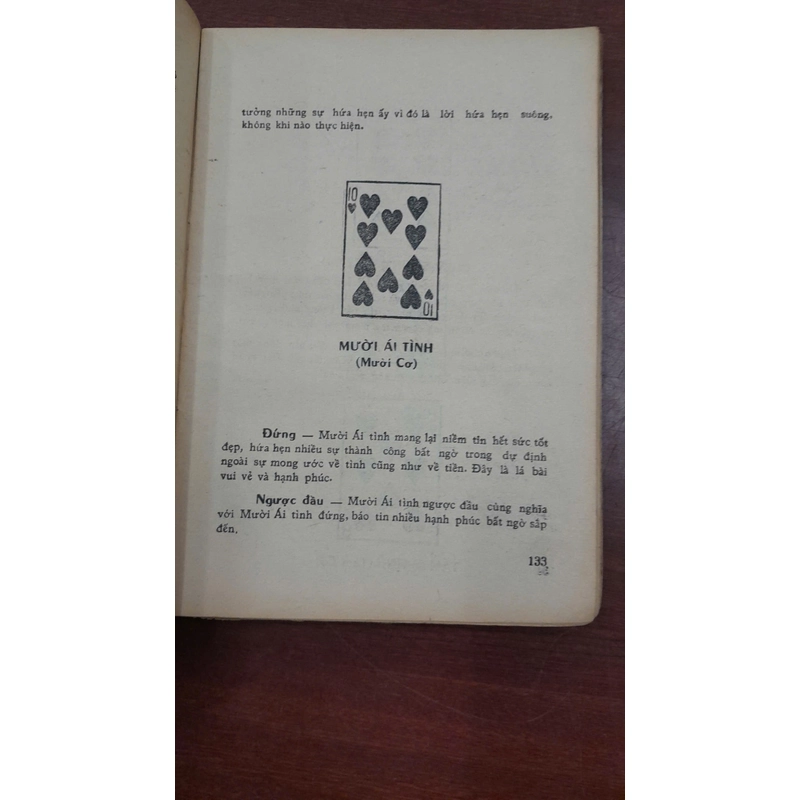 tưởng những sự hứa hẹn ấy vì đó là lời hứa hẹn suông,
không khi nào thực hiện.
10
10
MƯỜI ÁI TÌNH
(Mười Cơ)
Đứng — Mười Ái tình mang lại niềm tin hết sức tốt
đẹp, hứa hẹn nhiều sự thành công bất ngờ trong dự định
ngoài sự mong ước về tình cũng như về tiền. Đây là lá bài
vui vẻ và hạnh phúc.
Ngược đầu — Mười Ái tình ngược đầu cùng nghĩa
với Mười Ái tình đứng, báo tin nhiều hạnh phúc bất ngờ sắp
đến.
133